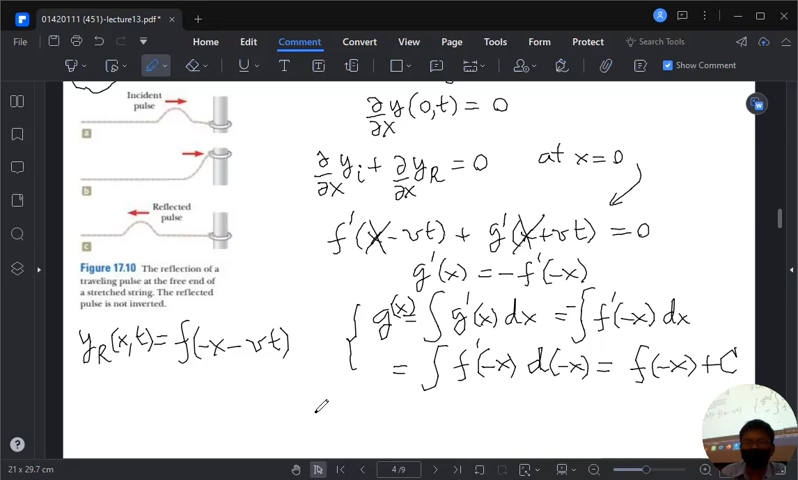 01420111 (451)-lecture13.pdf *
File
Home
Edit
Comment
Convert
View
Page
Tools
Form
Protect
Search Tools
Show Comment
∂/∂x y(0,t) = 0
Incident
pulse
a
∂/∂x y_i + ∂/∂x y_R = 0 at x=0
b
Reflected
pulse
f'(x-vt) + g'(x+vt) = 0
c
g'(x) = -f'(-x)
Figure 17.10 The reflection of a
traveling pulse at the free end of
a stretched string. The reflected
pulse is not inverted.
g(x) = ∫ g'(x) dx = -∫ f'(-x) dx
y_R(x,t) = f(-x-vt)
= ∫ f'(-x) d(-x) = f(-x) + C
21 x 29.7 cm
4 /9